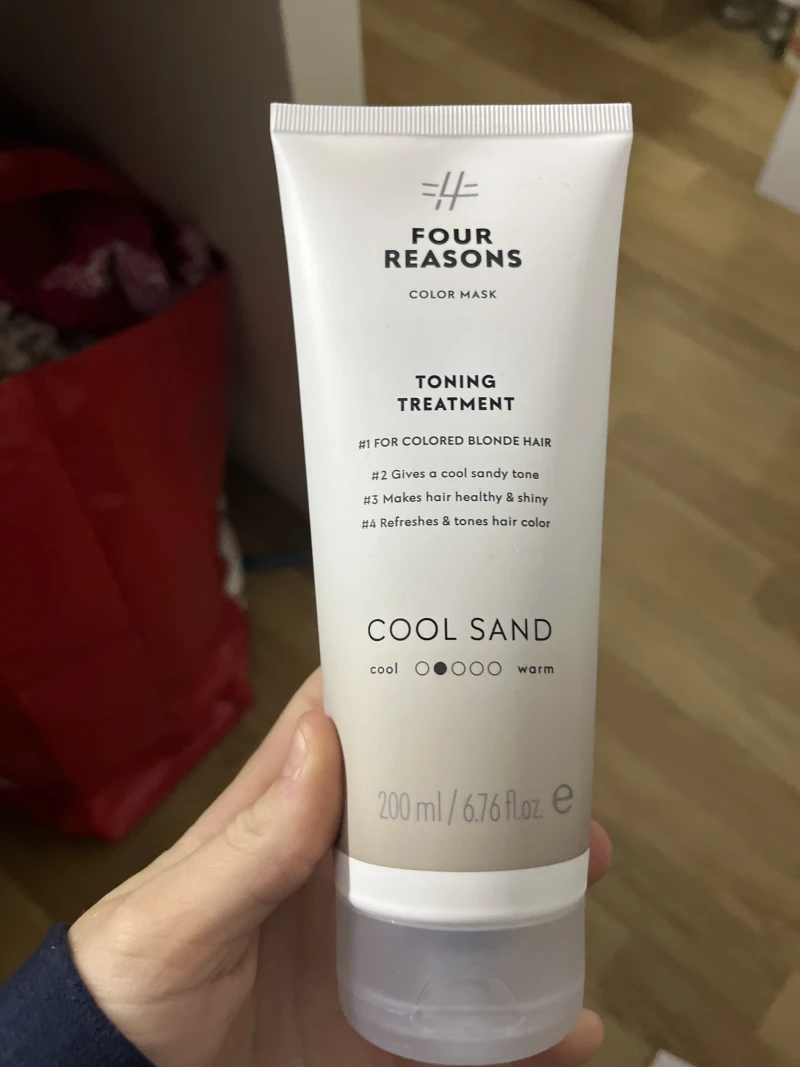 FOUR
REASONS
COLOR MASK
TONING
TREATMENT
#1 FOR COLORED BLONDE HAIR
#2 Gives a cool sandy tone
#3 Makes hair healthy & shiny
#4 Refreshes & tones hair color
COOL SAND
cool warm
200 ml / 6.76 fl.oz. e